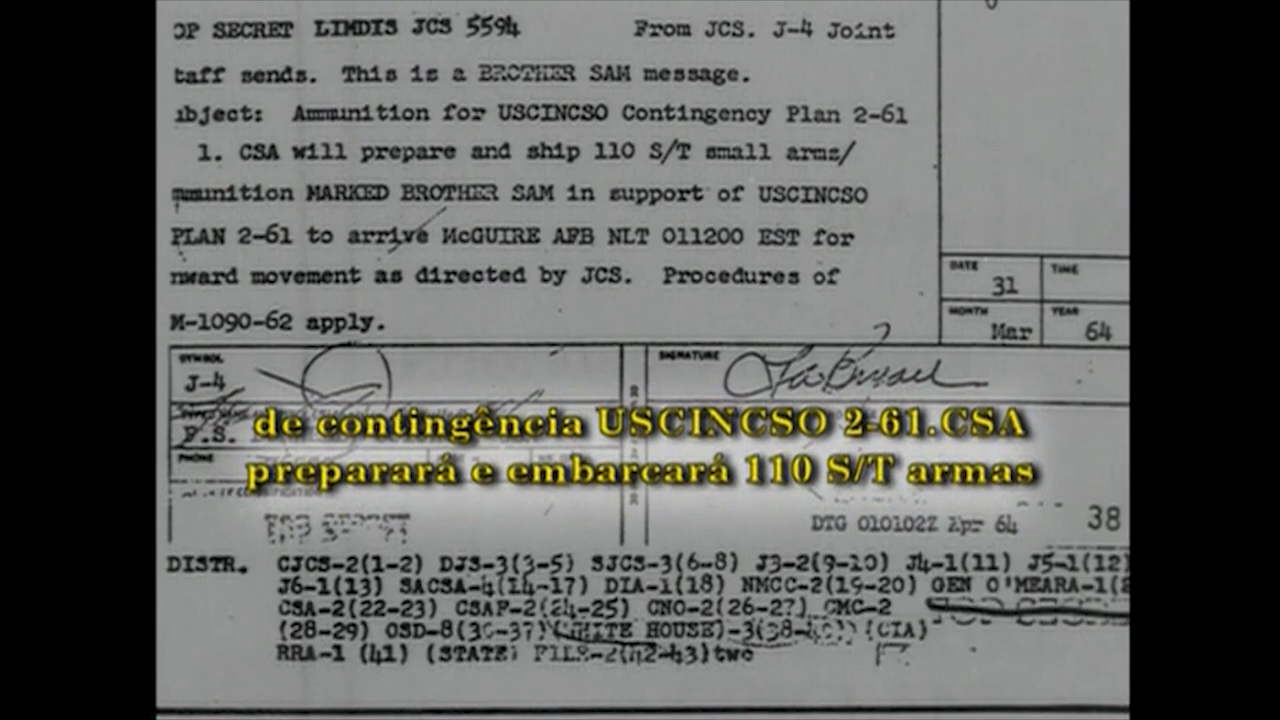 OP SECRET LIMDIS JCS 5594 From JCS. J-4 Joint
taff sends. This is a BROTHER SAM message.
ubject: Ammunition for USCINCSO Contingency Plan 2-61
1. CSA will prepare and ship 110 S/T small arms/
mmunition MARKED BROTHER SAM in support of USCINCSO
PLAN 2-61 to arrive McGUIRE AFB NLT 011200 EST for
nward movement as directed by JCS. Procedures of
M-1090-62 apply.
DATE TIME
31
MONTH YEAR
Mar 64
SYMBOL
J-4
SIGNATURE
F.S.
PHONE
de contingência USCINCSO 2-61.CSA
preparará e embarcará 110 S/T armas
DTG 010102Z Apr 64 38
DISTR. CJCS-2(1-2) DJS-3(3-5) SJCS-3(6-8) J3-2(9-10) J4-1(11) J5-1(12)
J6-1(13) SACSA-4(14-17) DIA-1(18) NMCC-2(19-20) GEN O'MEARA-1(2
CSA-2(22-23) CSAF-2(24-25) CNO-2(26-27) CMC-2
(28-29) OSD-8(30-37) (WHITE HOUSE)-3(38-40) (CIA)
RRA-1 (41) (STATE) FILE-2(42-43)two